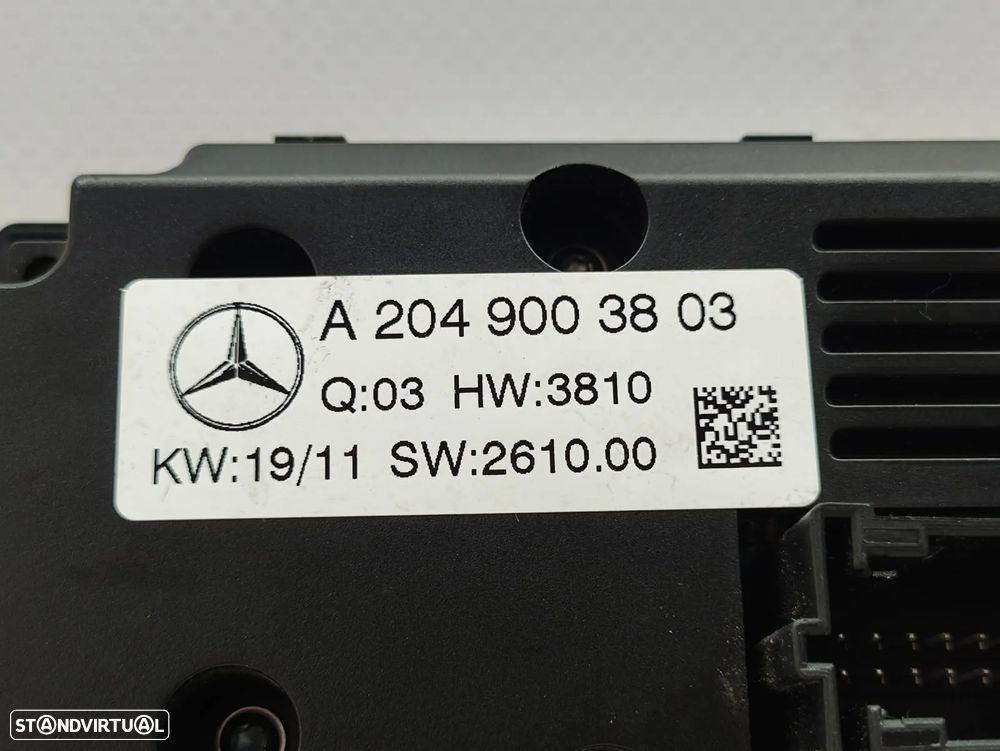 A 204 900 38 03
Q:03 HW:3810
KW:19/11 SW:2610.00
STANDVIRTUAL